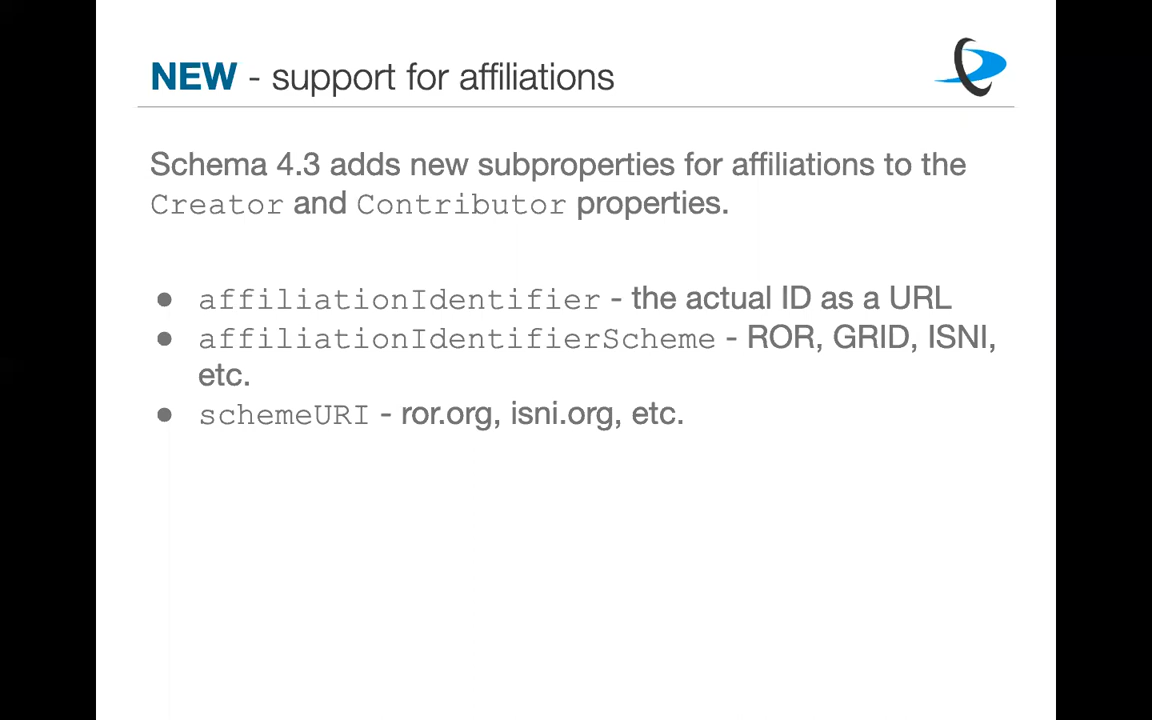 NEW - support for affiliations
Schema 4.3 adds new subproperties for affiliations to the
Creator and Contributor properties.
● affiliationIdentifier - the actual ID as a URL
● affiliationIdentifierScheme - ROR, GRID, ISNI,
etc.
● schemeURI - ror.org, isni.org, etc.